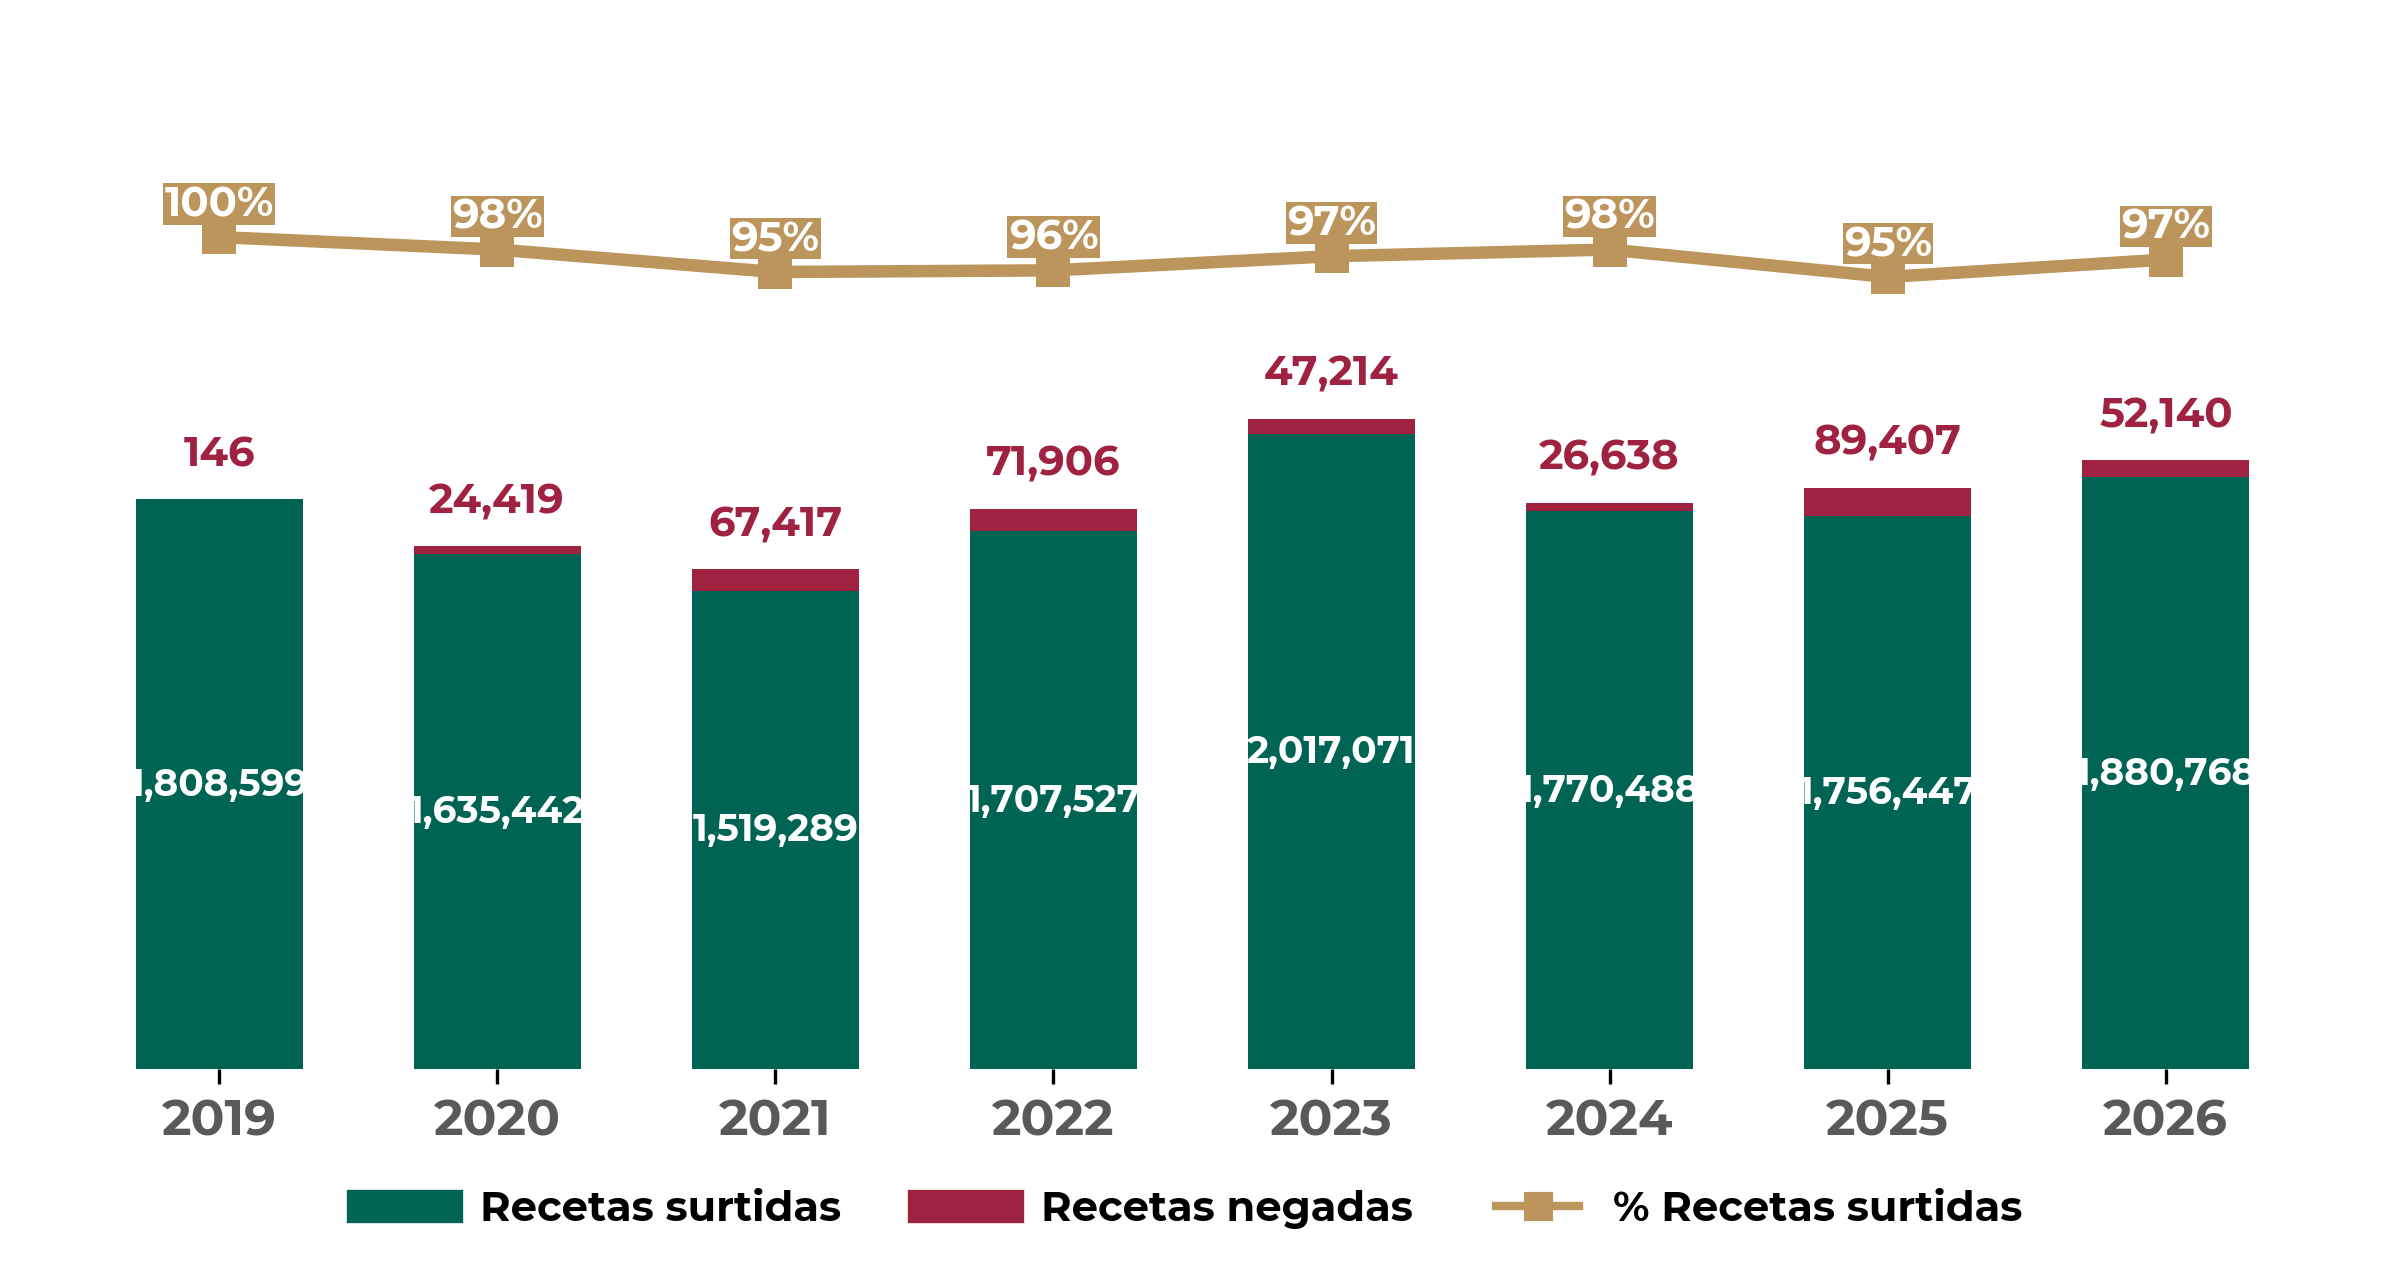 100% 98% 95% 96% 97% 98% 95% 97%
146 24,419 67,417 71,906 47,214 26,638 89,407 52,140
1,808,599 1,635,442 1,519,289 1,707,527 2,017,071 1,770,488 1,756,447 1,880,768
2019 2020 2021 2022 2023 2024 2025 2026
Recetas surtidas Recetas negadas % Recetas surtidas